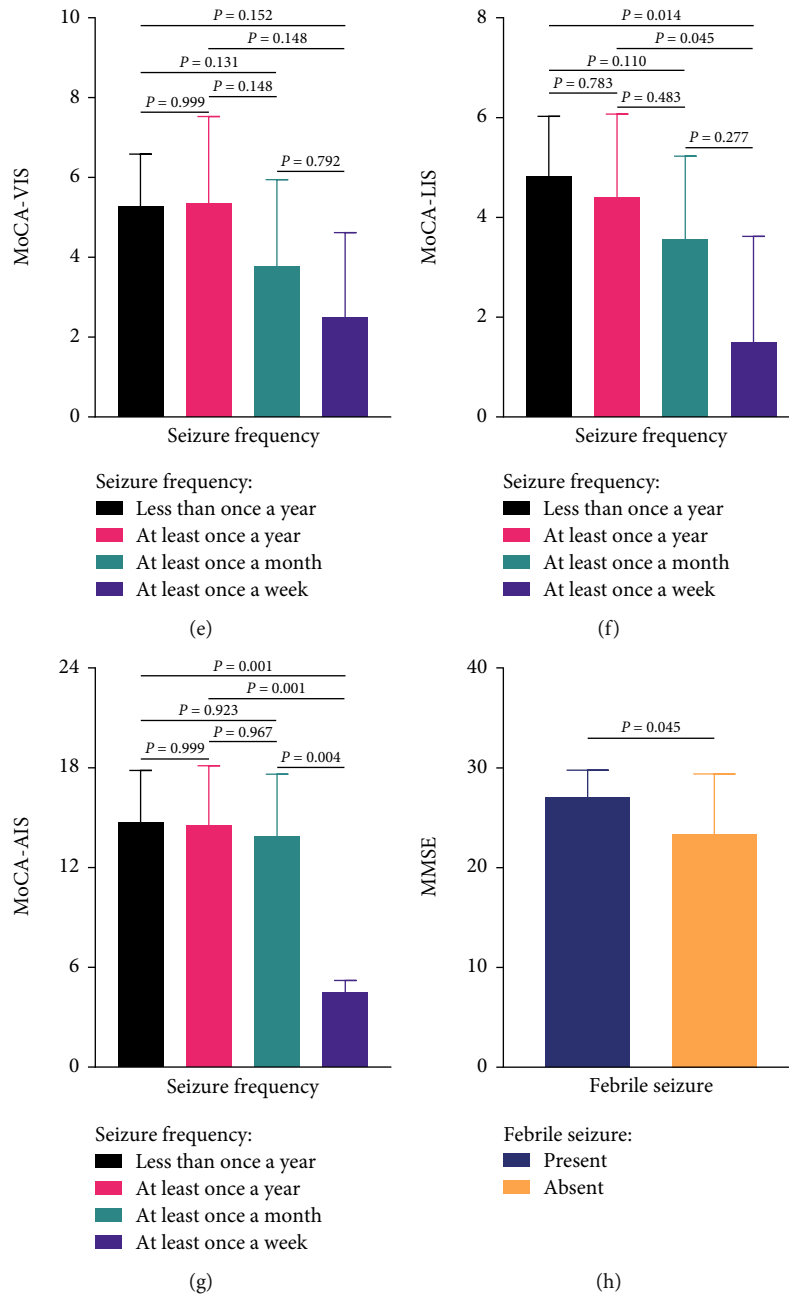 10
8
6
4
2
0
MoCA-VIS
P = 0.152
P = 0.148
P = 0.131
P = 0.148
P = 0.999
P = 0.792
Seizure frequency
Seizure frequency:
Less than once a year
At least once a year
At least once a month
At least once a week
(e)
8
6
4
2
0
MoCA-LIS
P = 0.014
P = 0.045
P = 0.110
P = 0.783
P = 0.483
P = 0.277
Seizure frequency
Seizure frequency:
Less than once a year
At least once a year
At least once a month
At least once a week
(f)
24
18
12
6
0
MoCA-AIS
P = 0.001
P = 0.001
P = 0.923
P = 0.967
P = 0.999
P = 0.004
Seizure frequency
Seizure frequency:
Less than once a year
At least once a year
At least once a month
At least once a week
(g)
40
30
20
10
0
MMSE
P = 0.045
Febrile seizure
Febrile seizure:
Present
Absent
(h)